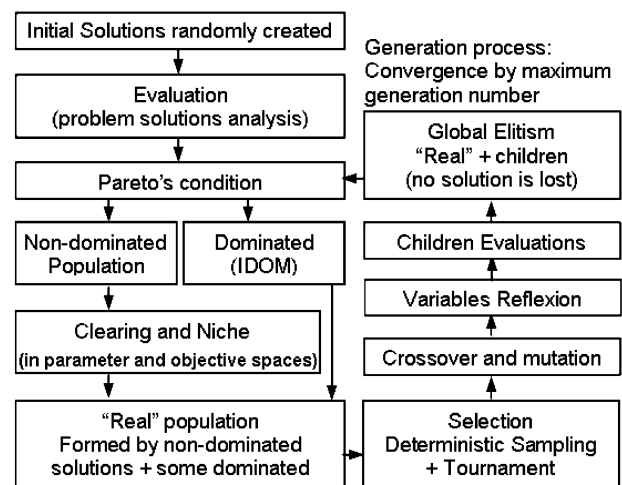 Initial Solutions randomly created
Evaluation
(problem solutions analysis)
Pareto's condition
Non-dominated
Population
Dominated
(IDOM)
Clearing and Niche
(in parameter and objective spaces)
“Real” population
Formed by non-dominated
solutions + some dominated
Selection
Deterministic Sampling
+ Tournament
Crossover and mutation
Variables Reflexion
Children Evaluations
Global Elitism
“Real” + children
(no solution is lost)
Generation process:
Convergence by maximum
generation number